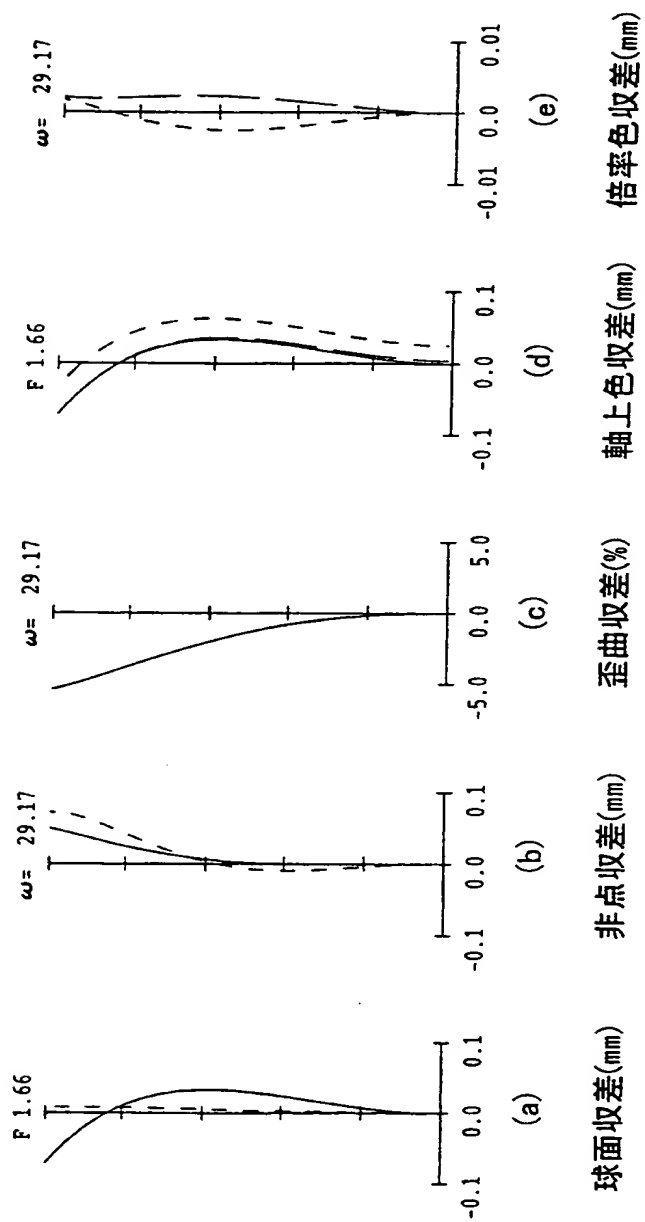 F 1.66
-0.1 0.0 0.1
(a)
球面収差(mm)
ω= 29.17
-0.1 0.0 0.1
(b)
非点収差(mm)
ω= 29.17
-5.0 0.0 5.0
(c)
歪曲収差(%)
F 1.66
-0.1 0.0 0.1
(d)
軸上色収差(mm)
ω= 29.17
-0.01 0.0 0.01
(e)
倍率色収差(mm)